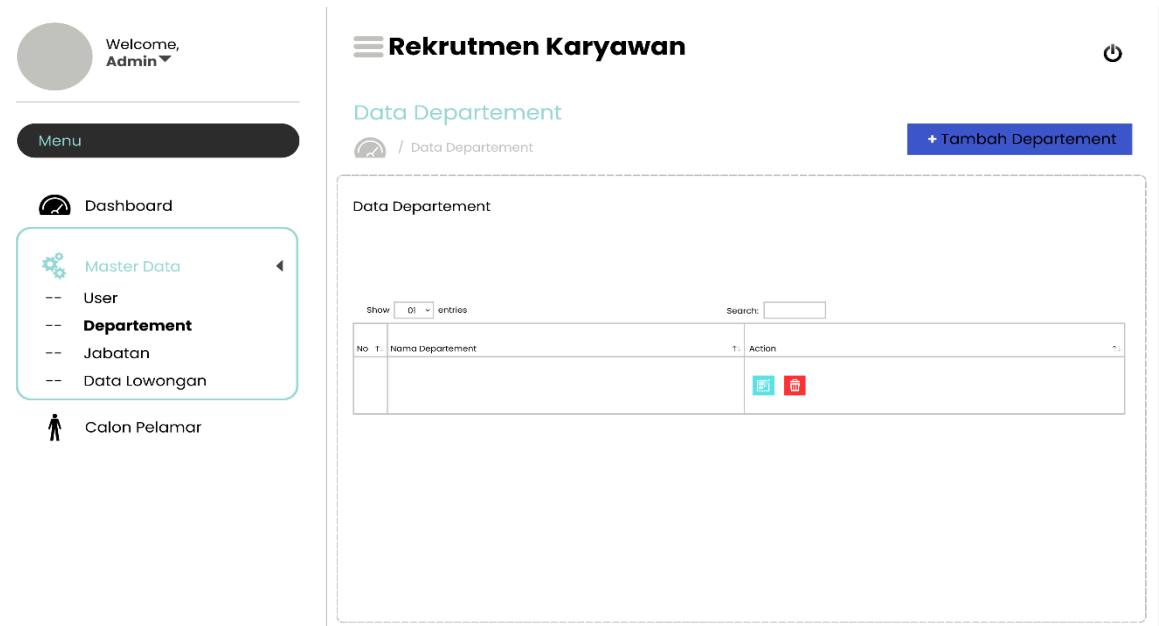 Welcome,
Admin
Menu
Dashboard
Master Data
-- User
-- Departement
-- Jabatan
-- Data Lowongan
Calon Pelamar
Rekrutmen Karyawan
Data Departement
/ Data Departement
+ Tambah Departement
Data Departement
Show 01 entries
Search:
No Nama Departement Action